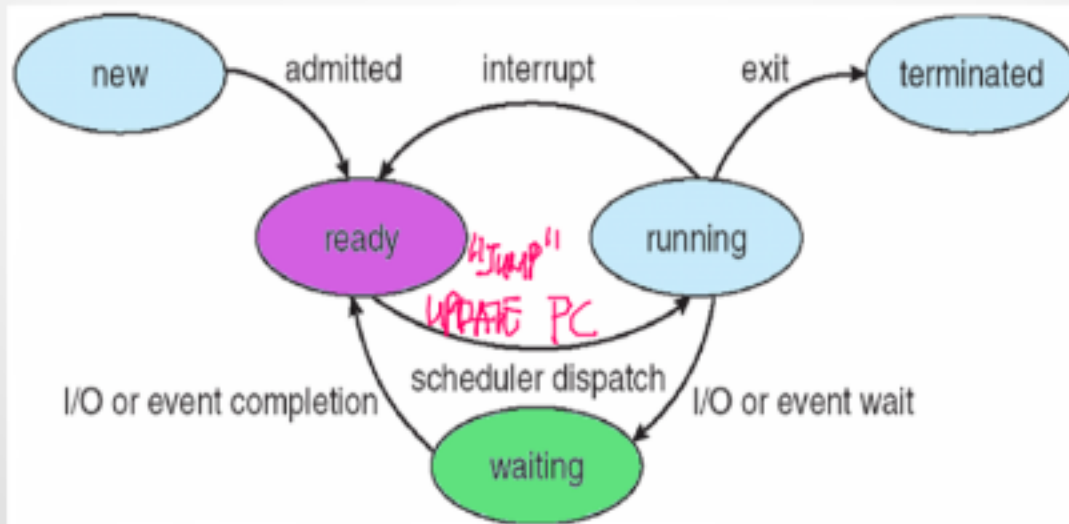 new
admitted
interrupt
exit
terminated
ready
running
"JUMP"
UPDATE PC
scheduler dispatch
I/O or event completion
I/O or event wait
waiting